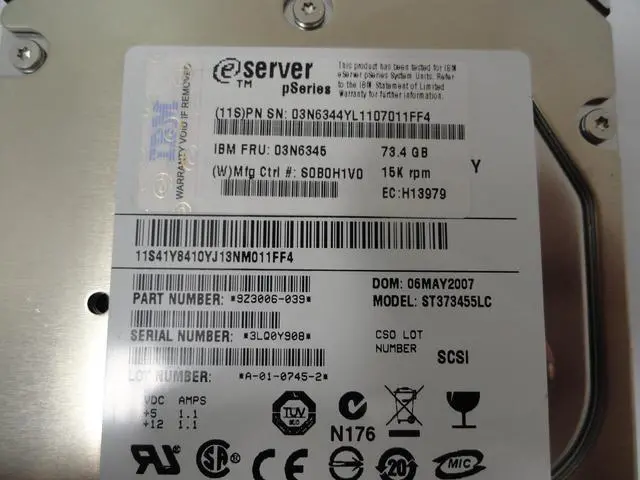 eserver
TM
pSeries
This product has been tested for IBM
eServer pSeries System Units. Refer
to the IBM Statement of Limited
Warranty for further information.
IBM
WARRANTY VOID IF REMOVED
(11S)PN SN: 03N6344YL1107011FF4
IBM FRU: 03N6345 73.4 GB
(W)Mfg Ctrl #: S0B0H1V0 15K rpm
Y
EC:H13979
11S41Y8410YJ13NM011FF4
DOM: 06MAY2007
PART NUMBER: *9Z3006-039* MODEL: ST373455LC
SERIAL NUMBER: *3LQ0Y908*
CSO LOT
NUMBER
SCSI
LOT NUMBER: *A-01-0745-2*
VDC AMPS
+5 1.1
+12 1.1
TUV
N176
RU SA CE 20 MIC